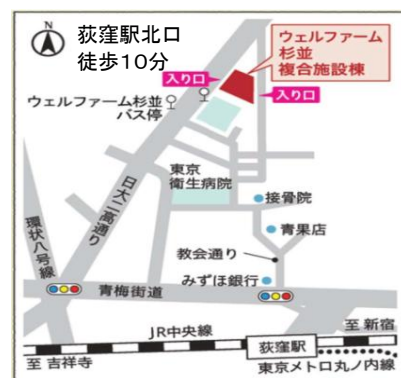 N
荻窪駅北口
徒歩10分
ウェルファーム
杉並
複合施設棟
入り口
入り口
ウェルファーム杉並
バス停
東京
衛生病院
接骨院
日大二高通り
青果店
環状八号線
教会通り
みずほ銀行
青梅街道
JR中央線
至 新宿
荻窪駅
至 吉祥寺
東京メトロ丸ノ内線